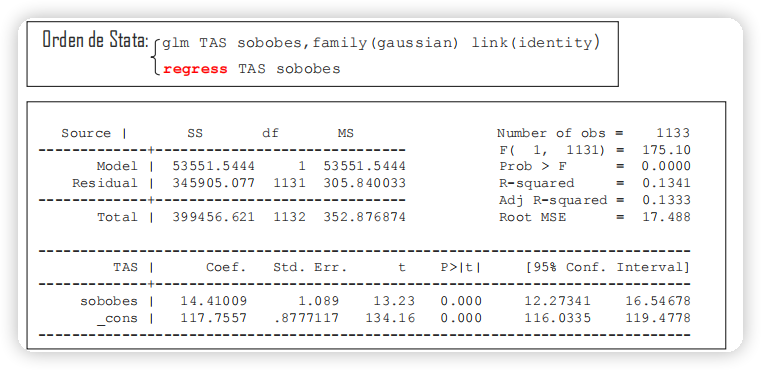 Orden de Stata: glm TAS sobobes,family(gaussian) link(identity)
regress TAS sobobes
Source | SS df MS Number of obs = 1133
-------------+------------------------------ F( 1, 1131) = 175.10
Model | 53551.5444 1 53551.5444 Prob > F = 0.0000
Residual | 345905.077 1131 305.840033 R-squared = 0.1341
-------------+------------------------------ Adj R-squared = 0.1333
Total | 399456.621 1132 352.876874 Root MSE = 17.488
------------------------------------------------------------------------------
TAS | Coef. Std. Err. t P>|t| [95% Conf. Interval]
-------------+----------------------------------------------------------------
sobobes | 14.41009 1.089 13.23 0.000 12.27341 16.54678
_cons | 117.7557 .8777117 134.16 0.000 116.0335 119.4778
------------------------------------------------------------------------------